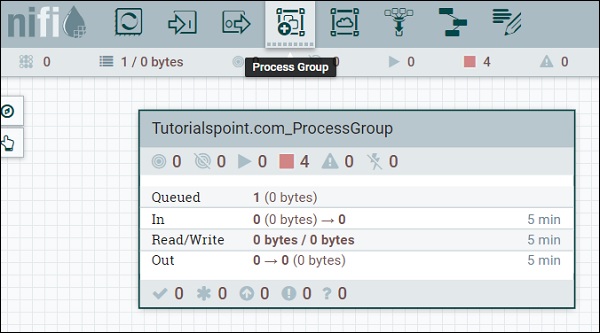 nifi
0 1 / 0 bytes 0 0 4 0
Process Group
Tutorialspoint.com_ProcessGroup
0 0 0 4 0 0
Queued 1 (0 bytes)
In 0 (0 bytes) → 0 5 min
Read/Write 0 bytes / 0 bytes 5 min
Out 0 → 0 (0 bytes) 5 min
0 0 0 0 ? 0